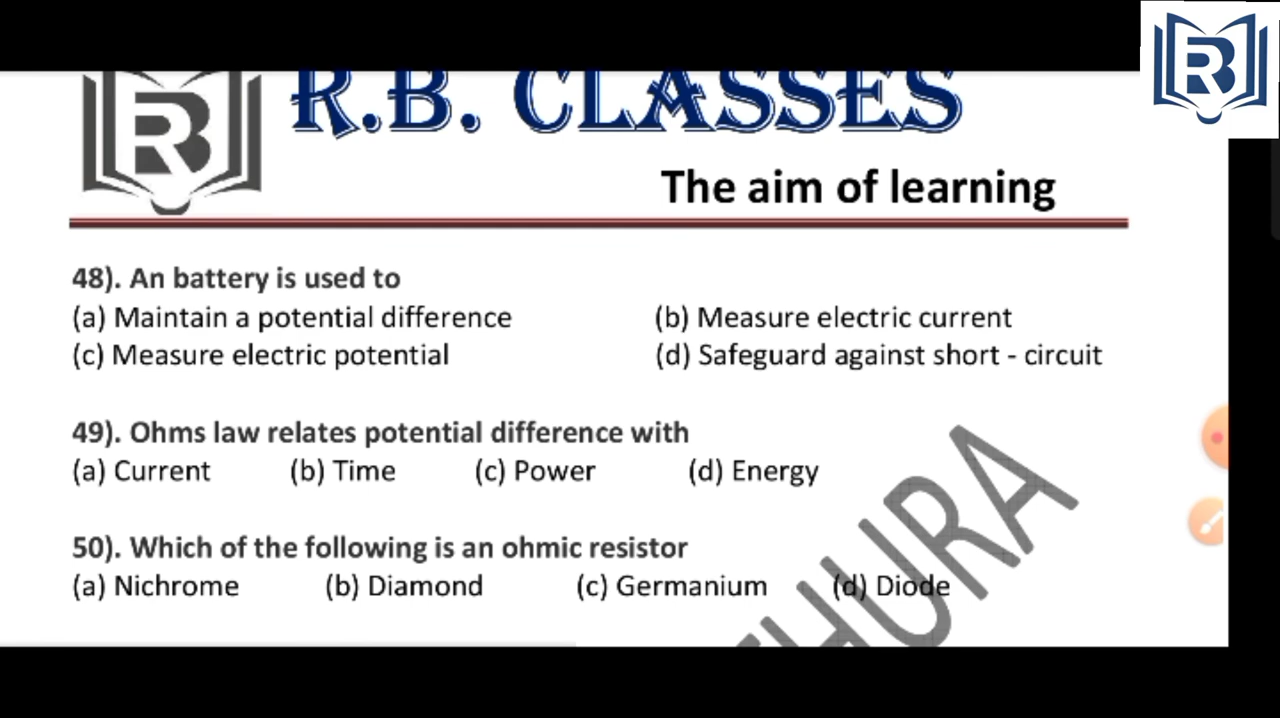 R.B. CLASSES
The aim of learning
48). An battery is used to
(a) Maintain a potential difference (b) Measure electric current
(c) Measure electric potential (d) Safeguard against short - circuit
49). Ohms law relates potential difference with
(a) Current (b) Time (c) Power (d) Energy
50). Which of the following is an ohmic resistor
(a) Nichrome (b) Diamond (c) Germanium (d) Diode